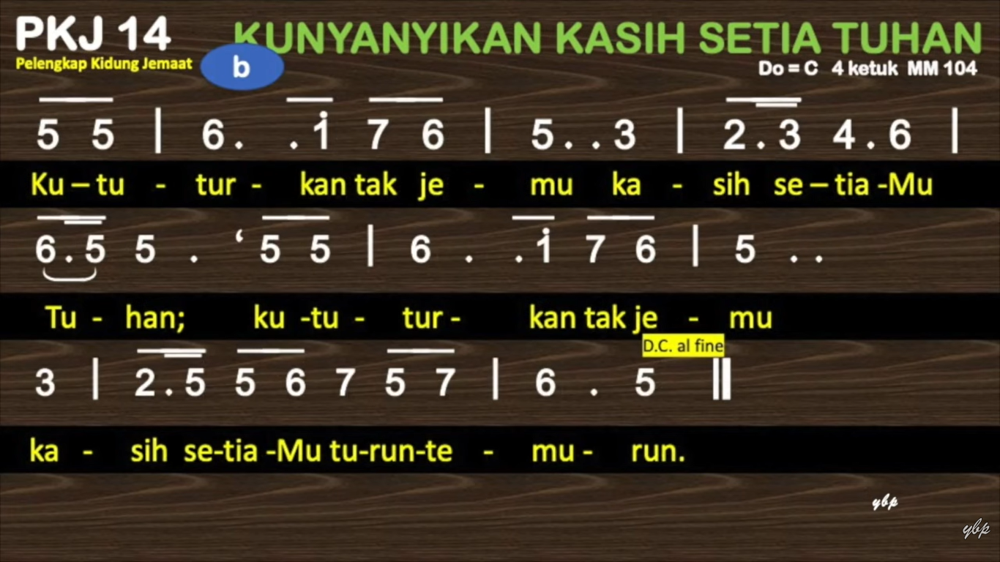 PKJ 14 KUNYANYIKAN KASIH SETIA TUHAN
Pelengkap Kidung Jemaat b Do = C 4 ketuk MM 104
5 5 | 6 . . i 7 6 | 5 . . 3 | 2 . 3 4 . 6 |
Ku – tu - tur - kan tak je - mu ka - sih se – tia -Mu
6 . 5 5 . ‘ 5 5 | 6 . . i 7 6 | 5 . .
Tu - han; ku -tu - tur - kan tak je - mu
D.C. al fine
3 | 2 . 5 5 6 7 5 7 | 6 . 5 ||
ka - sih se-tia -Mu tu-run-te - mu - run.
ybp
ybp